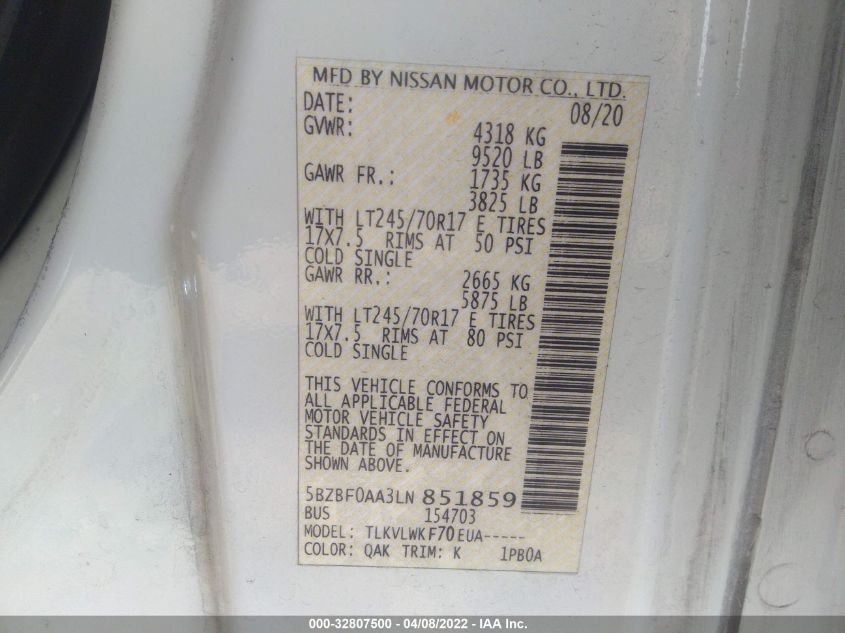 MFD BY NISSAN MOTOR CO., LTD.
DATE: 08/20
GVWR: 4318 KG
9520 LB
GAWR FR.: 1735 KG
3825 LB
WITH LT245/70R17 E TIRES
17X7.5 RIMS AT 50 PSI
COLD SINGLE
GAWR RR.: 2665 KG
5875 LB
WITH LT245/70R17 E TIRES
17X7.5 RIMS AT 80 PSI
COLD SINGLE
THIS VEHICLE CONFORMS TO
ALL APPLICABLE FEDERAL
MOTOR VEHICLE SAFETY
STANDARDS IN EFFECT ON
THE DATE OF MANUFACTURE
SHOWN ABOVE.
5BZBF0AA3LN 851859
BUS 154703
MODEL: TLKVLWKF70EUA-----
COLOR: QAK TRIM: K 1PB0A
000-32807500 - 04/08/2022 - IAA Inc.